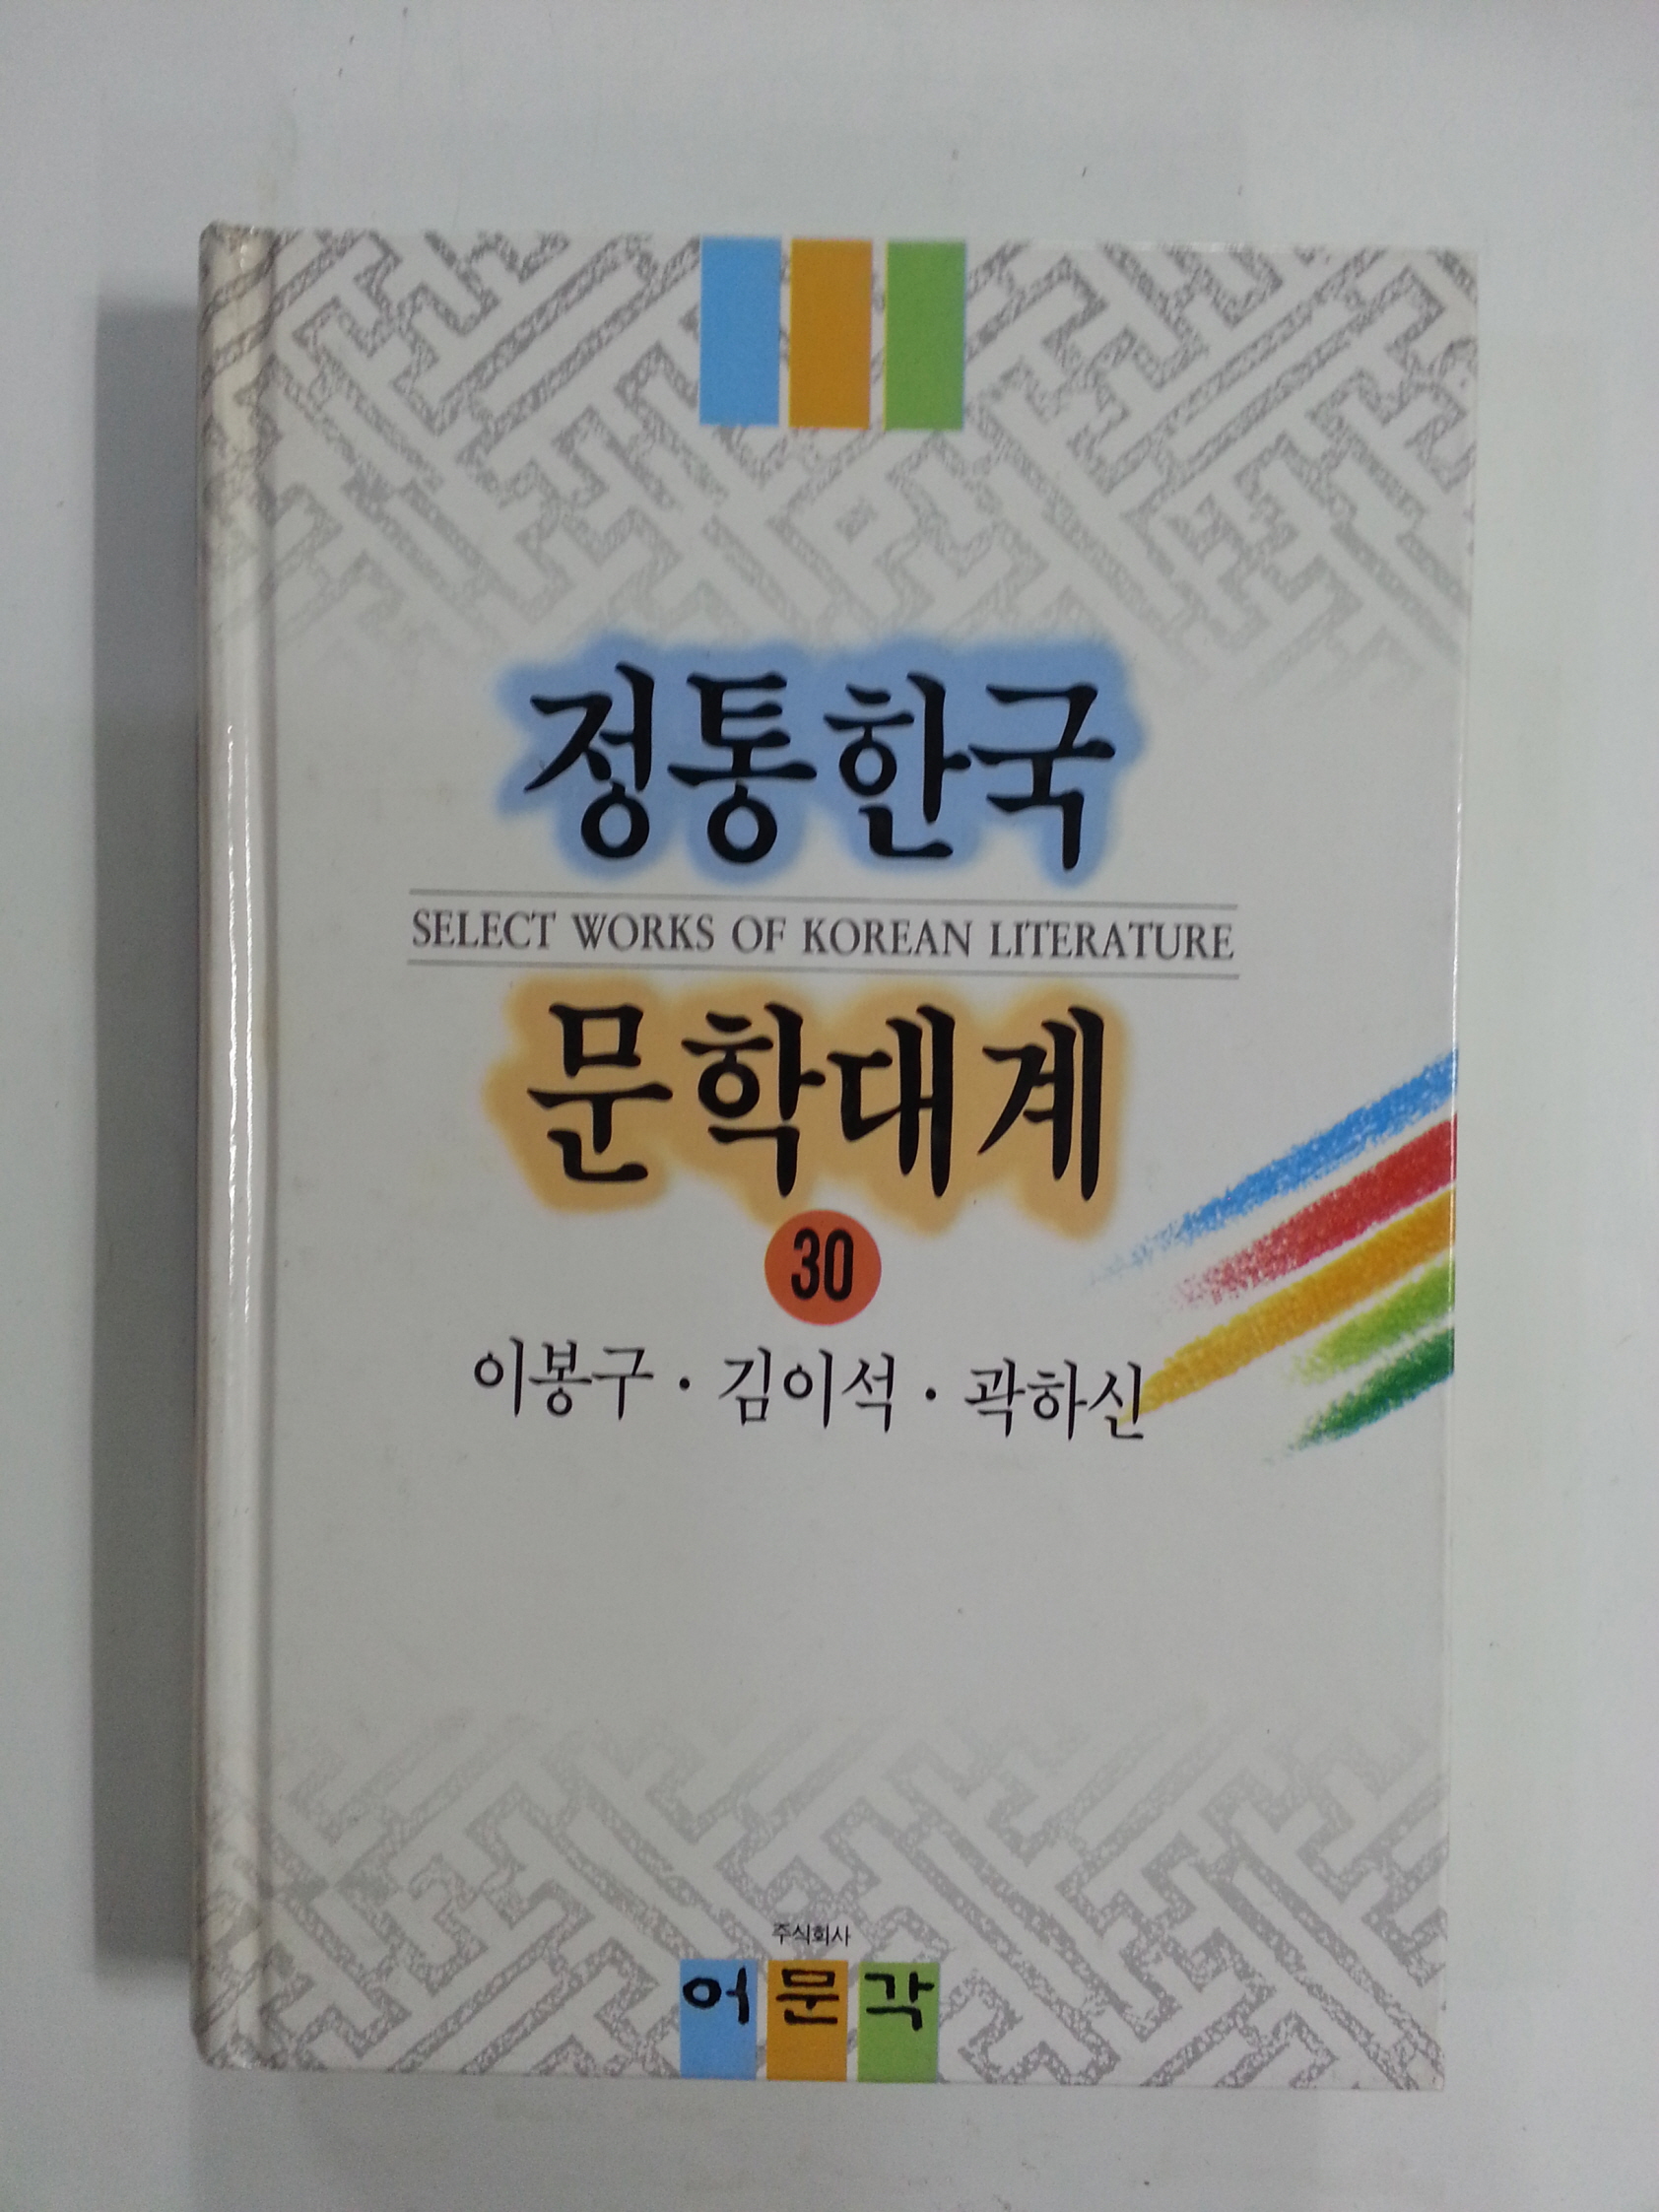 정통한국
SELECT WORKS OF KOREAN LITERATURE
문학대계
30
이봉구 · 김이석 · 곽하신
주식회사
어문각